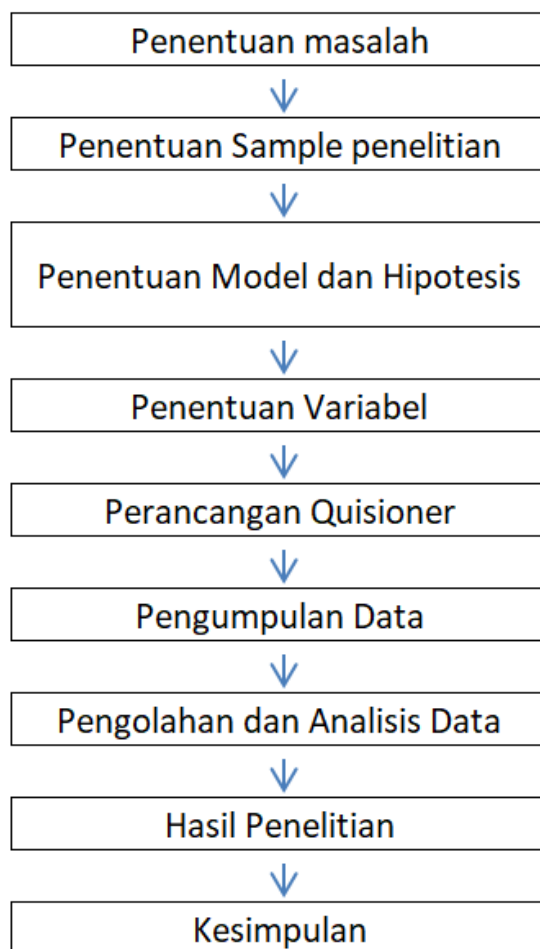 Penentuan masalah
Penentuan Sample penelitian
Penentuan Model dan Hipotesis
Penentuan Variabel
Perancangan Quisioner
Pengumpulan Data
Pengolahan dan Analisis Data
Hasil Penelitian
Kesimpulan